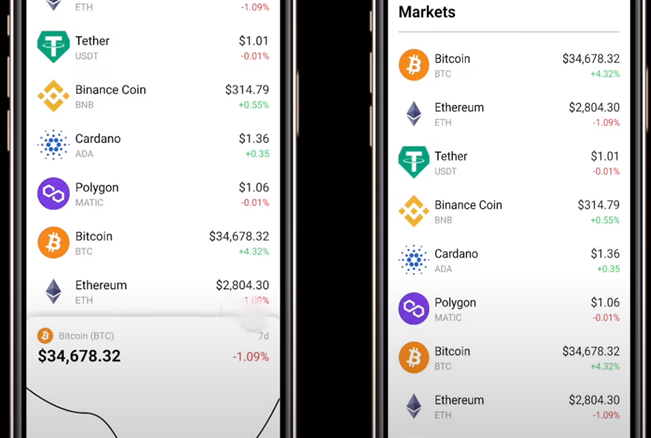 ETH
-1.09%
Tether
$1.01
USDT
-0.01%
Binance Coin
$314.79
BNB
+0.55%
Cardano
$1.36
ADA
+0.35
Polygon
$1.06
MATIC
-0.01%
Bitcoin
$34,678.32
BTC
+4.32%
Ethereum
$2,804.30
ETH
-1.09%
Bitcoin (BTC)
7d
$34,678.32
-1.09%
Markets
Bitcoin
$34,678.32
BTC
+4.32%
Ethereum
$2,804.30
ETH
-1.09%
Tether
$1.01
USDT
-0.01%
Binance Coin
$314.79
BNB
+0.55%
Cardano
$1.36
ADA
+0.35
Polygon
$1.06
MATIC
-0.01%
Bitcoin
$34,678.32
BTC
+4.32%
Ethereum
$2,804.30
ETH
-1.09%